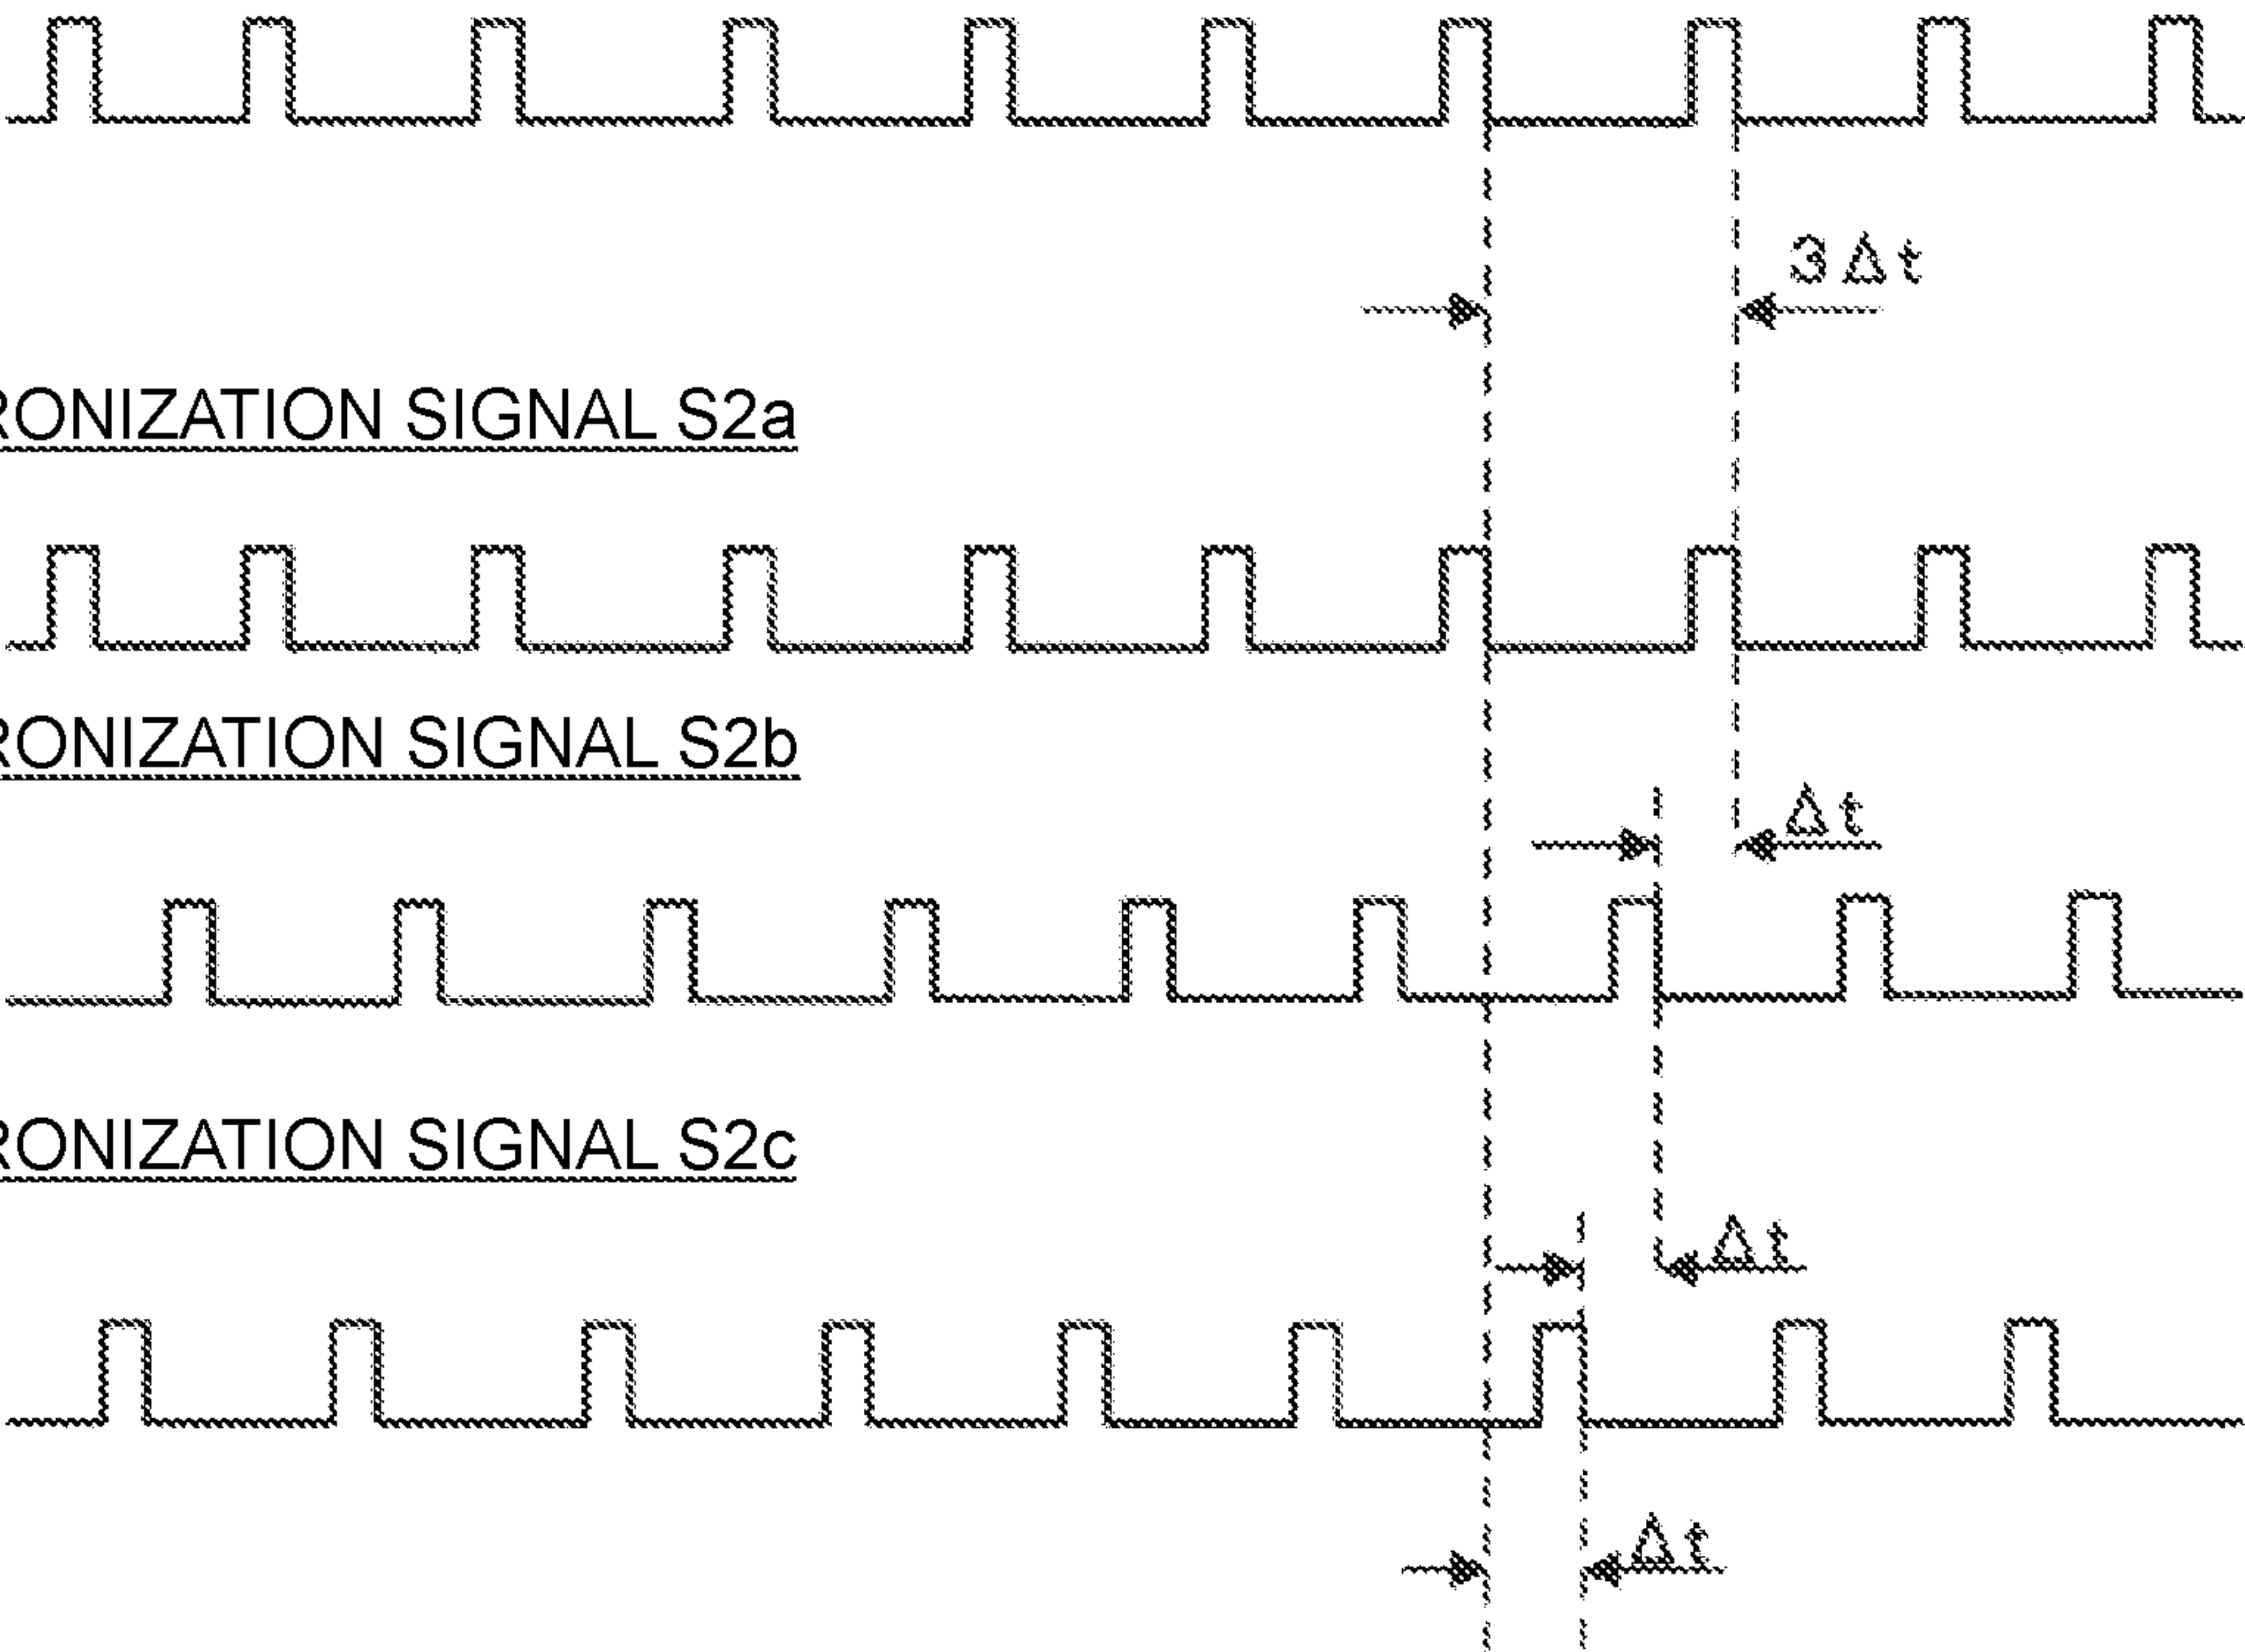 3Δt
RONIZATION SIGNAL S2a
RONIZATION SIGNAL S2b
Δt
RONIZATION SIGNAL S2c
Δt
Δt